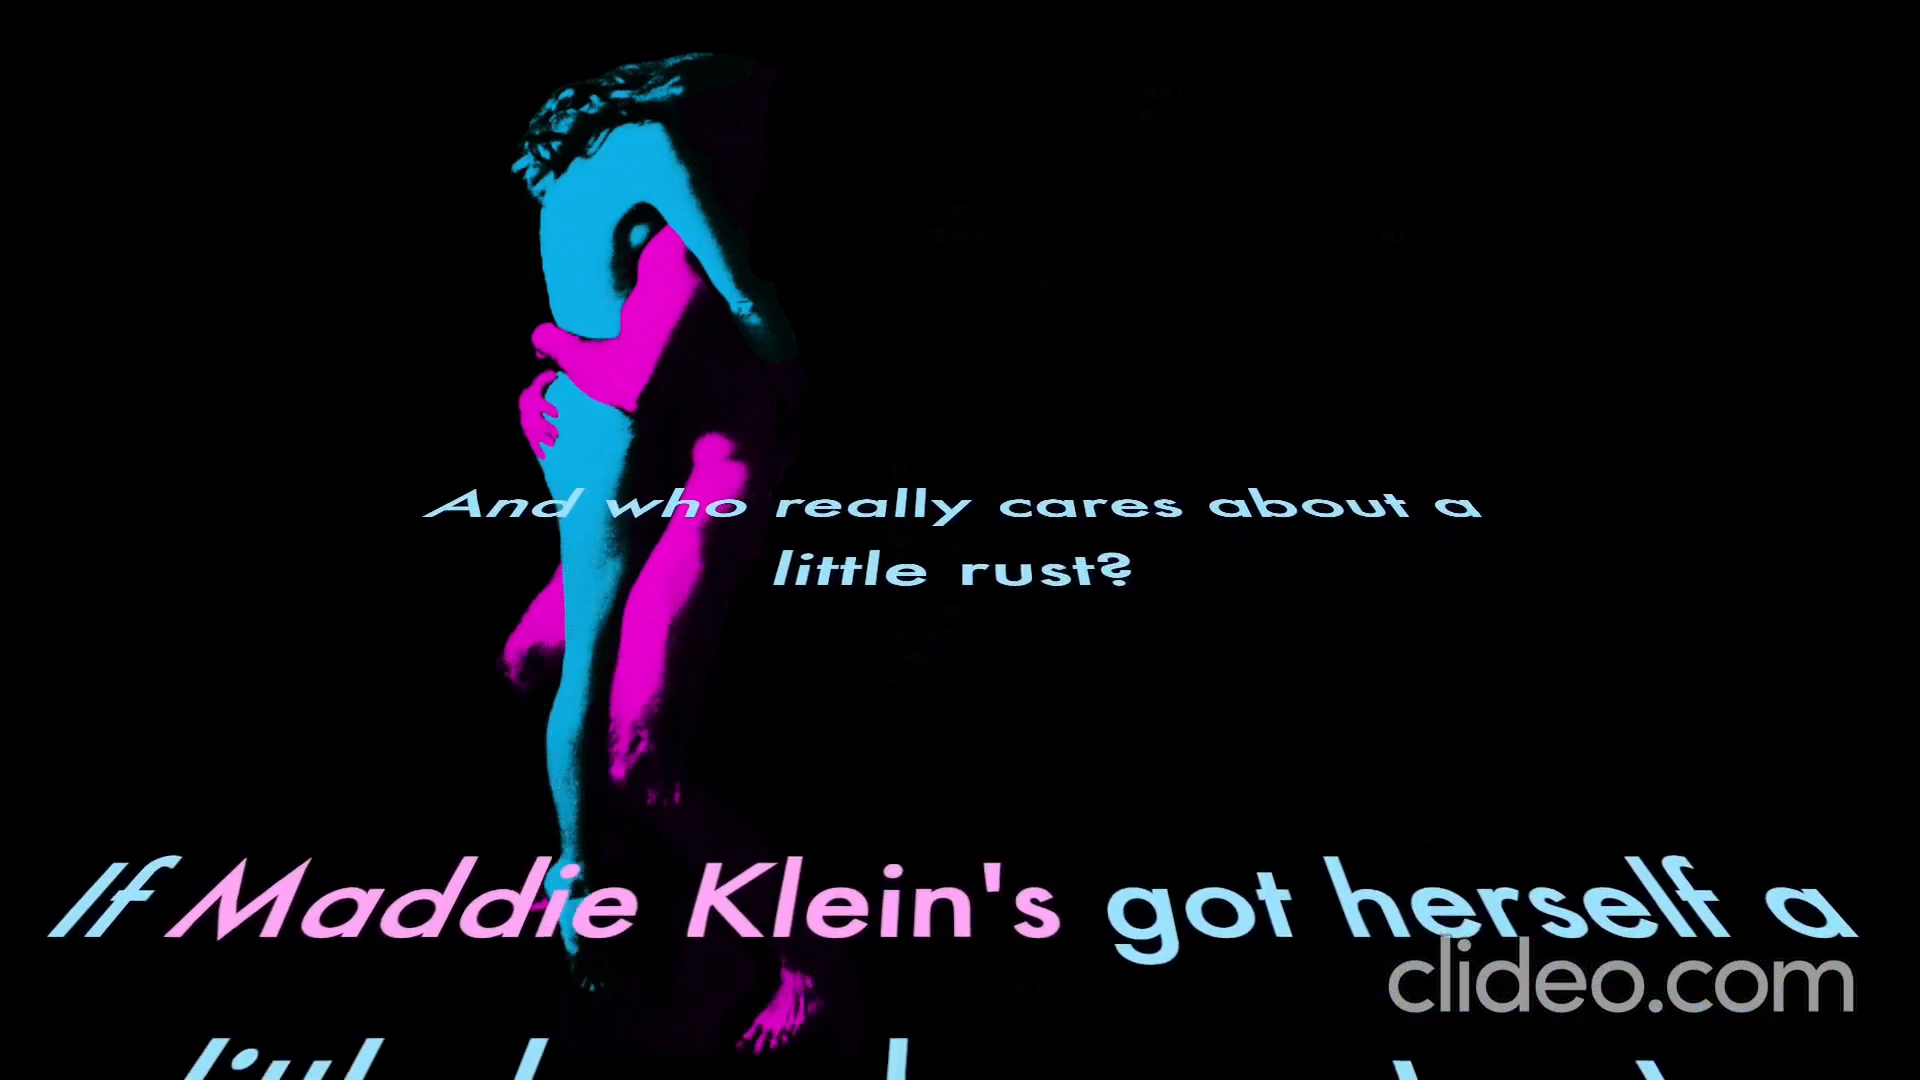 And who really cares about a
little rust?
If Maddie Klein's got herself a
clideo.com